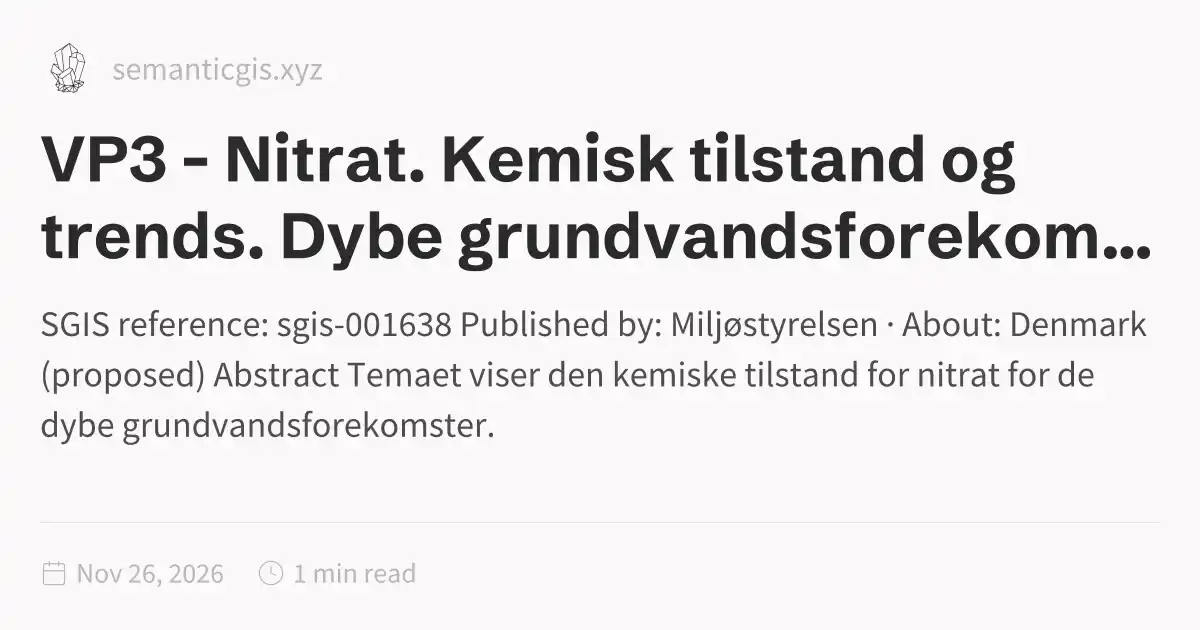 semanticgis.xyz
VP3 - Nitrat. Kemisk tilstand og
trends. Dybe grundvandsforekom...
SGIS reference: sgis-001638 Published by: Miljøstyrelsen · About: Denmark
(proposed) Abstract Temaet viser den kemiske tilstand for nitrat for de
dybe grundvandsforekomster.
Nov 26, 2026 1 min read